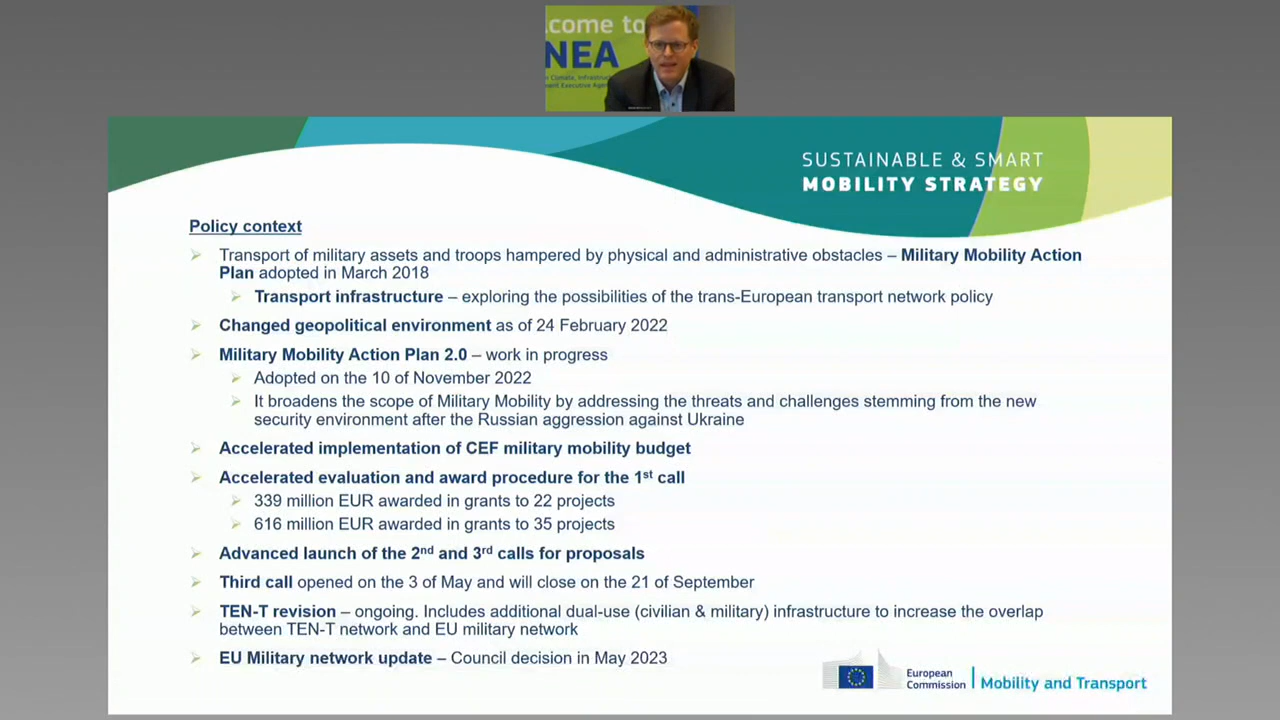 come to
NEA
Climate, Infrastruc
ment Executive Agen
SUSTAINABLE & SMART
MOBILITY STRATEGY
Policy context
Transport of military assets and troops hampered by physical and administrative obstacles – Military Mobility Action
Plan adopted in March 2018
Transport infrastructure – exploring the possibilities of the trans-European transport network policy
Changed geopolitical environment as of 24 February 2022
Military Mobility Action Plan 2.0 – work in progress
Adopted on the 10 of November 2022
It broadens the scope of Military Mobility by addressing the threats and challenges stemming from the new
security environment after the Russian aggression against Ukraine
Accelerated implementation of CEF military mobility budget
Accelerated evaluation and award procedure for the 1st call
339 million EUR awarded in grants to 22 projects
616 million EUR awarded in grants to 35 projects
Advanced launch of the 2nd and 3rd calls for proposals
Third call opened on the 3 of May and will close on the 21 of September
TEN-T revision – ongoing. Includes additional dual-use (civilian & military) infrastructure to increase the overlap
between TEN-T network and EU military network
EU Military network update – Council decision in May 2023
European
Commission
Mobility and Transport